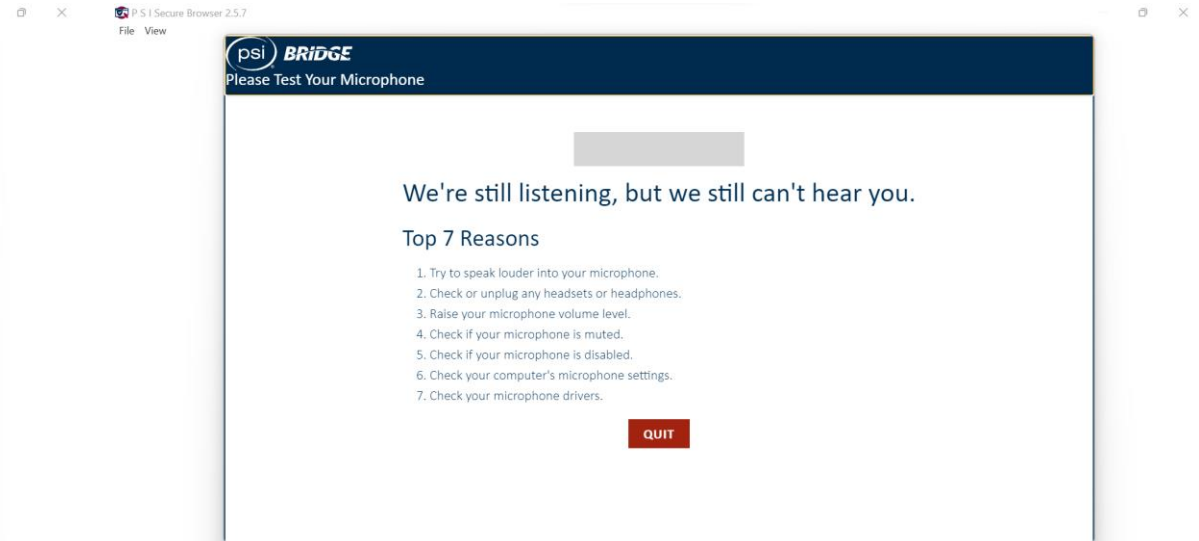 P S I Secure Browser 2.5.7
File View
psi BRIDGE
Please Test Your Microphone
We're still listening, but we still can't hear you.
Top 7 Reasons
1. Try to speak louder into your microphone.
2. Check or unplug any headsets or headphones.
3. Raise your microphone volume level.
4. Check if your microphone is muted.
5. Check if your microphone is disabled.
6. Check your computer's microphone settings.
7. Check your microphone drivers.
QUIT